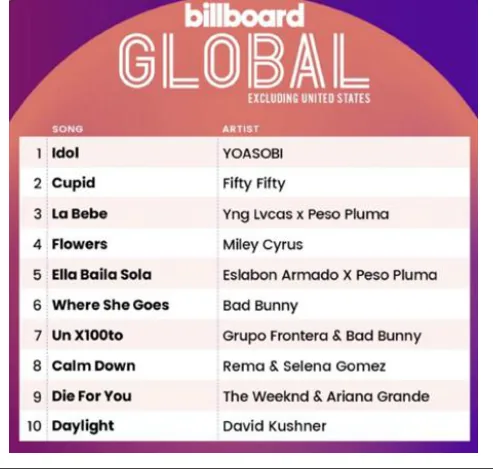 billboard
GLOBAL
EXCLUDING UNITED STATES
SONG ARTIST
1 Idol YOASOBI
2 Cupid Fifty Fifty
3 La Bebe Yng Lvcas x Peso Pluma
4 Flowers Miley Cyrus
5 Ella Baila Sola Eslabon Armado X Peso Pluma
6 Where She Goes Bad Bunny
7 Un X100to Grupo Frontera & Bad Bunny
8 Calm Down Rema & Selena Gomez
9 Die For You The Weeknd & Ariana Grande
10 Daylight David Kushner